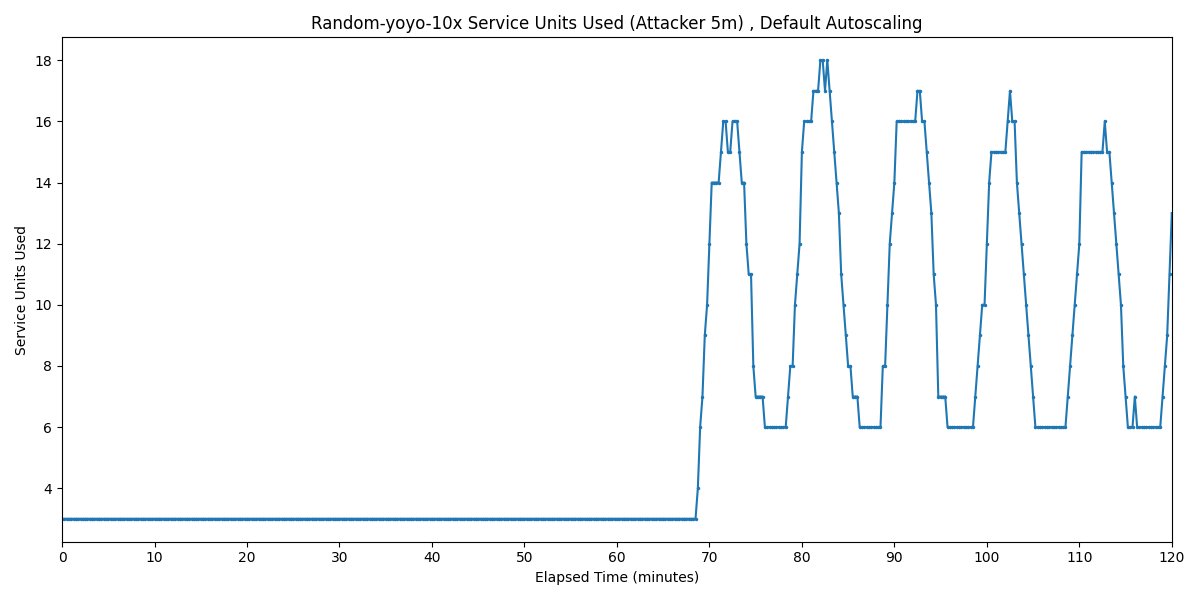 Random-yoyo-10x Service Units Used (Attacker 5m) , Default Autoscaling
Service Units Used
18
16
14
12
10
8
6
4
0 10 20 30 40 50 60 70 80 90 100 110 120
Elapsed Time (minutes)